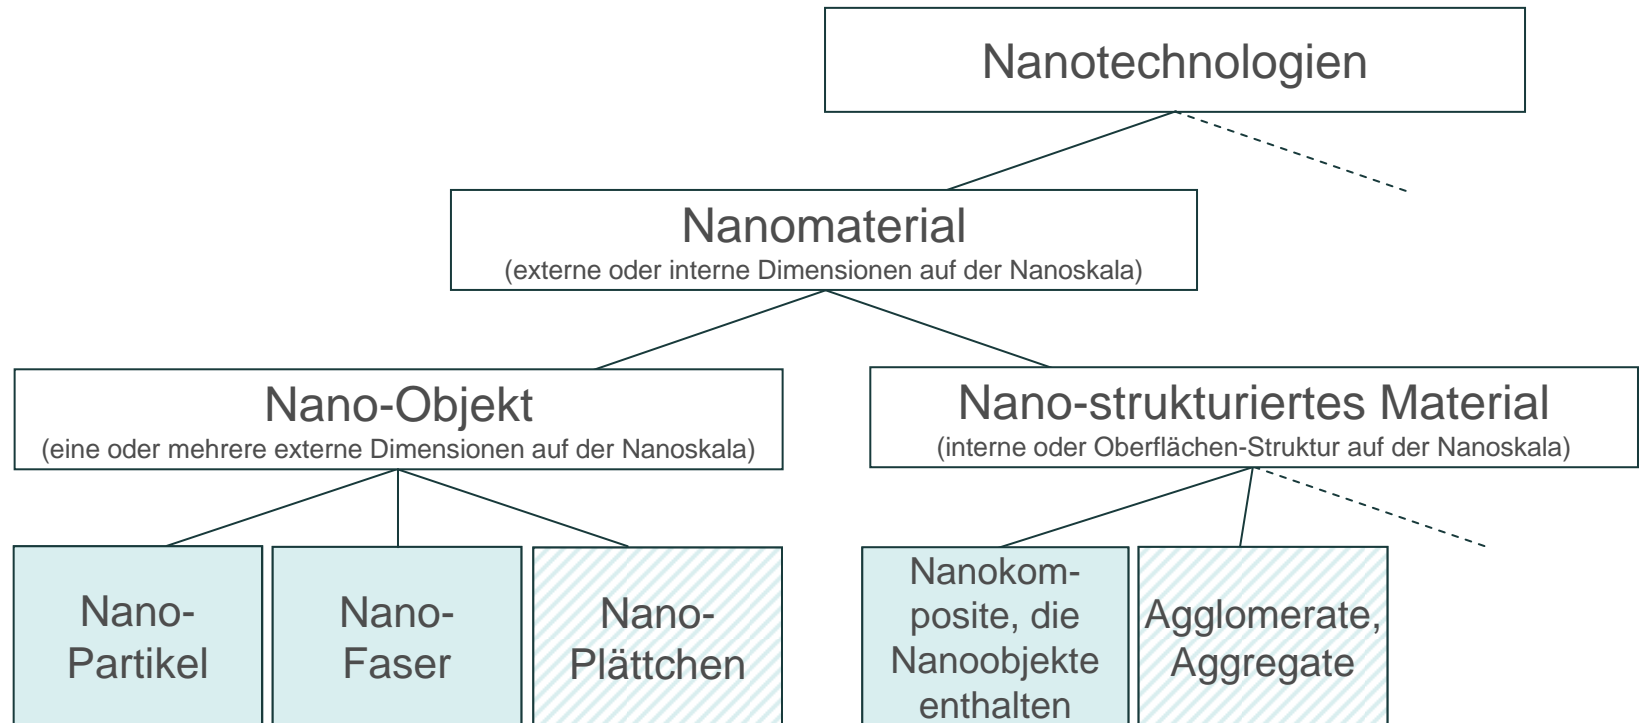 Nanotechnologien
Nanomaterial
(externe oder interne Dimensionen auf der Nanoskala)
Nano-Objekt
(eine oder mehrere externe Dimensionen auf der Nanoskala)
Nano-strukturiertes Material
(interne oder Oberflächen-Struktur auf der Nanoskala)
Nano-
Partikel
Nano-
Faser
Nano-
Plättchen
Nanokom-
posite, die
Nanoobjekte
enthalten
Agglomerate,
Aggregate